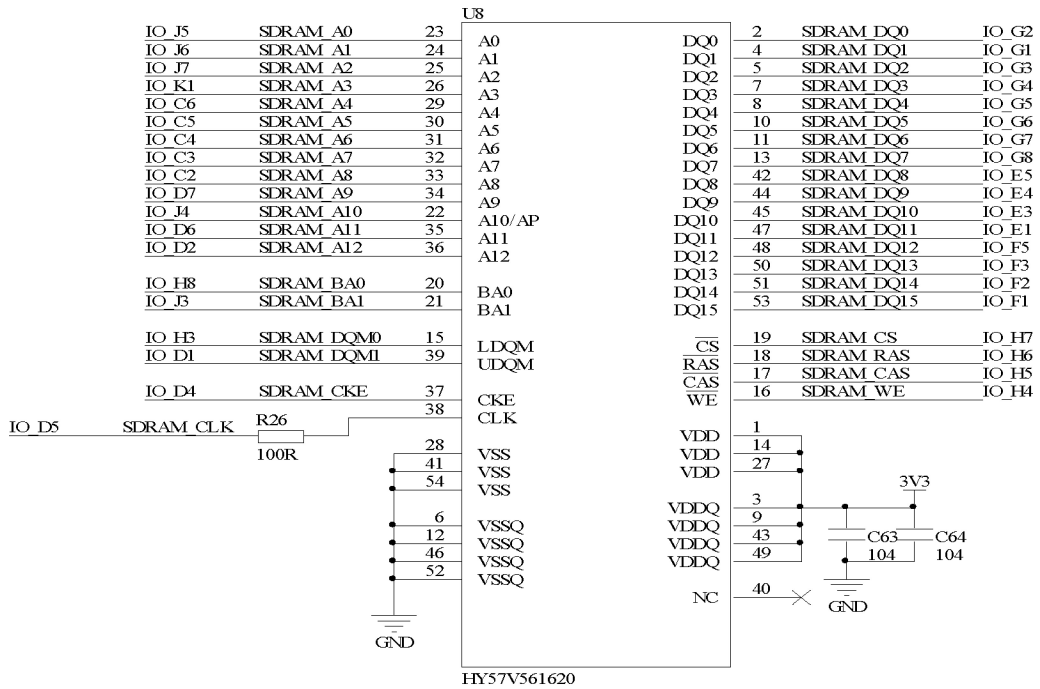 U8
IO_J5 SDRAM_A0 23 A0 DQ0 2 SDRAM_DQ0 IO_G2
IO_J6 SDRAM_A1 24 A1 DQ1 4 SDRAM_DQ1 IO_G1
IO_J7 SDRAM_A2 25 A2 DQ2 5 SDRAM_DQ2 IO_G3
IO_K1 SDRAM_A3 26 A3 DQ3 7 SDRAM_DQ3 IO_G4
IO_C6 SDRAM_A4 29 A4 DQ4 8 SDRAM_DQ4 IO_G5
IO_C5 SDRAM_A5 30 A5 DQ5 10 SDRAM_DQ5 IO_G6
IO_C4 SDRAM_A6 31 A6 DQ6 11 SDRAM_DQ6 IO_G7
IO_C3 SDRAM_A7 32 A7 DQ7 13 SDRAM_DQ7 IO_G8
IO_C2 SDRAM_A8 33 A8 DQ8 42 SDRAM_DQ8 IO_E5
IO_D7 SDRAM_A9 34 A9 DQ9 44 SDRAM_DQ9 IO_E4
IO_J4 SDRAM_A10 22 A10/AP DQ10 45 SDRAM_DQ10 IO_E3
IO_D6 SDRAM_A11 35 A11 DQ11 47 SDRAM_DQ11 IO_E1
IO_D2 SDRAM_A12 36 A12 DQ12 48 SDRAM_DQ12 IO_F5
DQ13 50 SDRAM_DQ13 IO_F3
IO_H8 SDRAM_BA0 20 BA0 DQ14 51 SDRAM_DQ14 IO_F2
IO_J3 SDRAM_BA1 21 BA1 DQ15 53 SDRAM_DQ15 IO_F1
IO_H3 SDRAM_DQM0 15 LDQM CS 19 SDRAM_CS IO_H7
IO_D1 SDRAM_DQM1 39 UDQM RAS 18 SDRAM_RAS IO_H6
CAS 17 SDRAM_CAS IO_H5
IO_D4 SDRAM_CKE 37 CKE WE 16 SDRAM_WE IO_H4
IO_D5 SDRAM_CLK R26 38 CLK
100R
VDD 1
28 VSS VDD 14
41 VSS VDD 27
54 VSS
3V3
VDDQ 3
6 VSSQ VDDQ 9
12 VSSQ VDDQ 43 C63 C64
46 VSSQ VDDQ 49 104 104
52 VSSQ
NC 40
GND
GND
HY57V561620